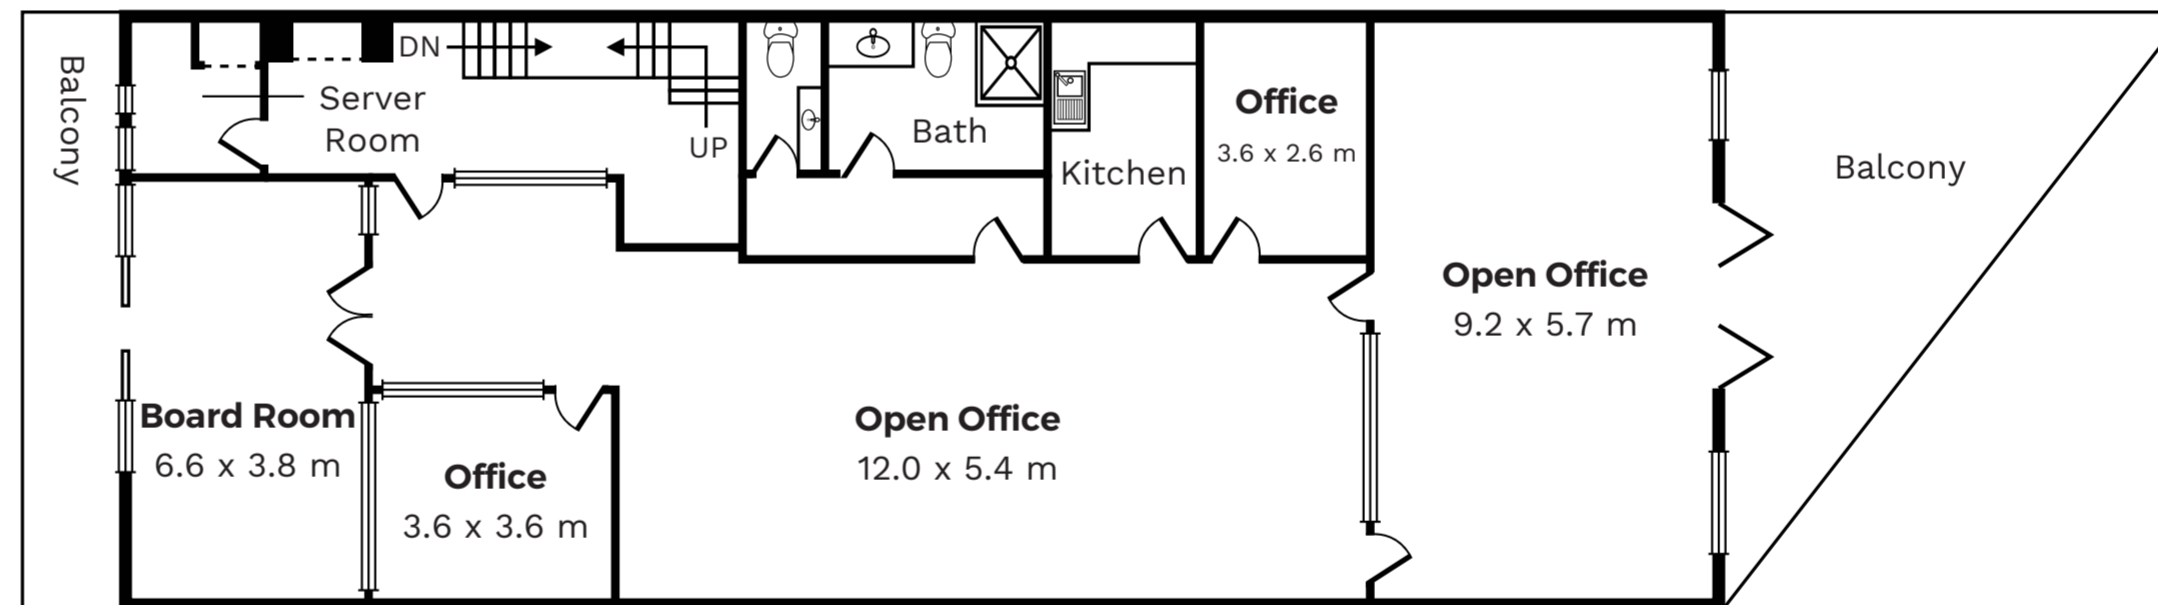 Balcony
DN
Server
Room
UP
Bath
Kitchen
Office
3.6 x 2.6 m
Balcony
Open Office
9.2 x 5.7 m
Board Room
6.6 x 3.8 m
Office
3.6 x 3.6 m
Open Office
12.0 x 5.4 m